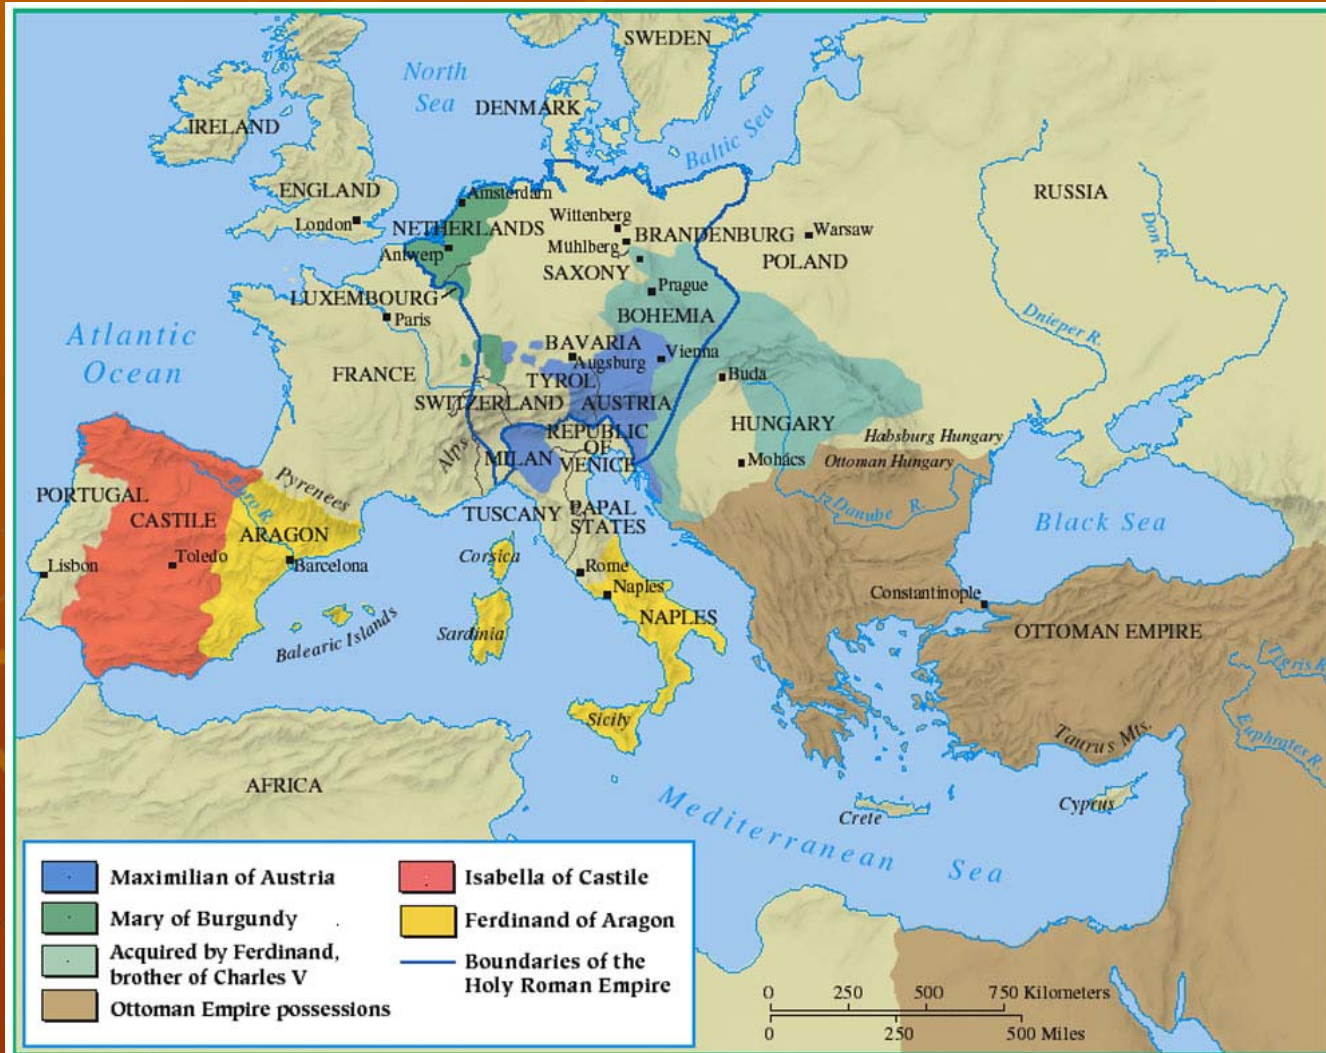 SWEDEN
North
Sea
DENMARK
IRELAND
Baltic Sea
ENGLAND
London
Amsterdam
NETHERLANDS
Antwerp
Wittenberg
BRANDENBURG
Mühlberg
SAXONY
Warsaw
POLAND
RUSSIA
Don R.
Dnieper R.
LUXEMBOURG
Paris
Prague
BOHEMIA
Atlantic
Ocean
FRANCE
BAVARIA
Augsburg
Vienna
TYROL
SWITZERLAND
AUSTRIA
Buda
HUNGARY
Habsburg Hungary
Ottoman Hungary
Mohács
Alps
MILAN
REPUBLIC
OF
VENICE
Danube R.
Black Sea
PORTUGAL
Pyrenees
Ebro R.
CASTILE
ARAGON
Lisbon
Toledo
Barcelona
TUSCANY
PAPAL
STATES
Corsica
Rome
Naples
NAPLES
Sardinia
Balearic Islands
Sicily
Constantinople
OTTOMAN EMPIRE
Tigris R.
Euphrates R.
Taurus Mts.
Cyprus
Crete
AFRICA
Mediterranean Sea
Maximilian of Austria
Mary of Burgundy
Acquired by Ferdinand,
brother of Charles V
Ottoman Empire possessions
Isabella of Castile
Ferdinand of Aragon
Boundaries of the
Holy Roman Empire
0 250 500 750 Kilometers
0 250 500 Miles